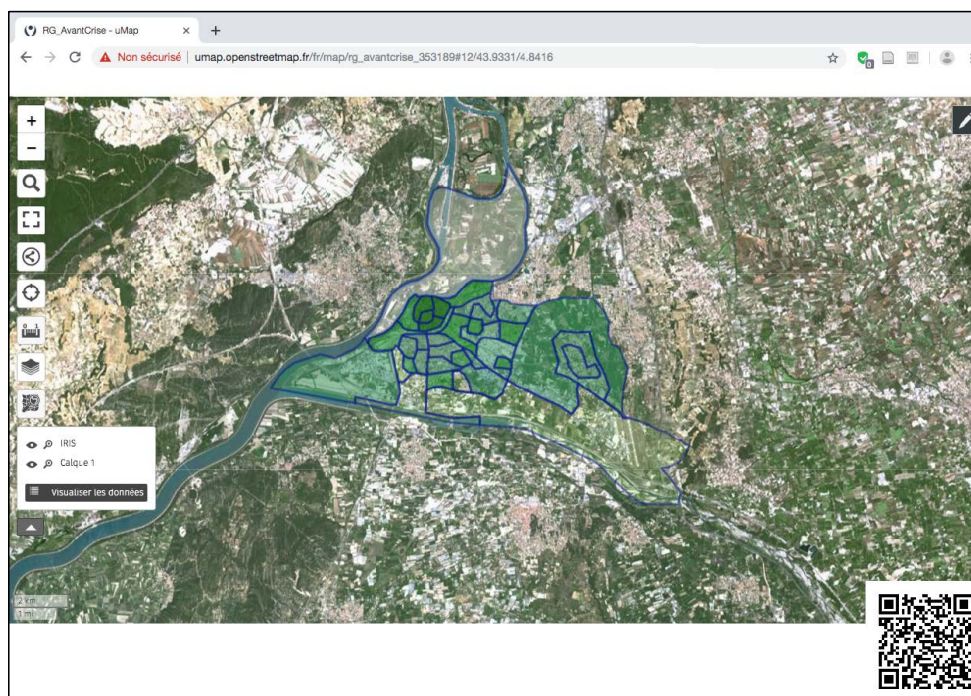 RG_AvantCrise - uMap
Non sécurisé | umap.openstreetmap.fr/fr/map/rg_avantcrise_353189#12/43.9331/4.8416
IRIS
Calque 1
Visualiser les données
2 km
1 mi